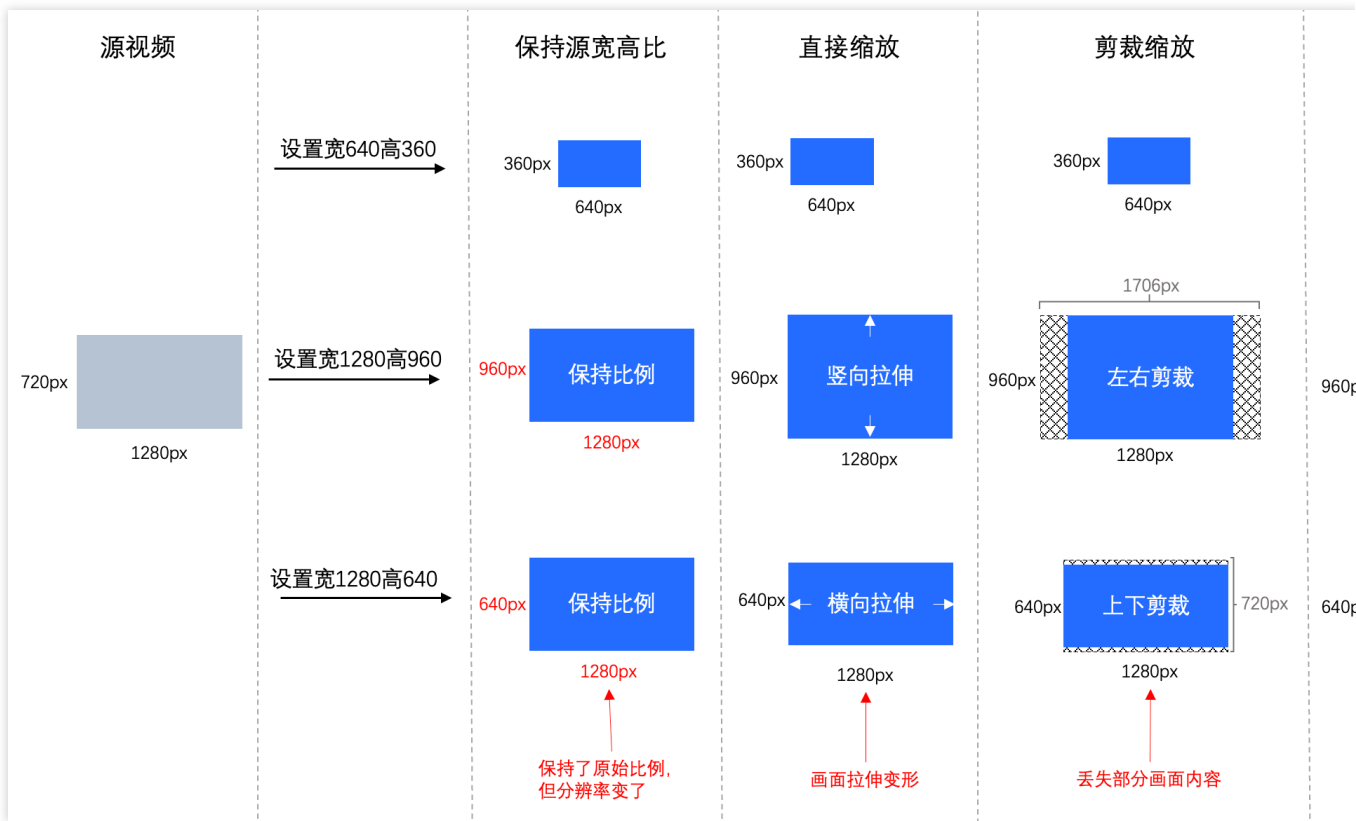 源视频
保持源宽高比
直接缩放
剪裁缩放
设置宽640高360
360px
640px
360px
640px
360px
640px
720px
1280px
设置宽1280高960
960px
保持比例
1280px
960px
竖向拉伸
1280px
1706px
960px
左右剪裁
1280px
设置宽1280高640
640px
保持比例
1280px
640px
横向拉伸
1280px
640px
上下剪裁
720px
1280px
保持了原始比例，
但分辨率变了
画面拉伸变形
丢失部分画面内容